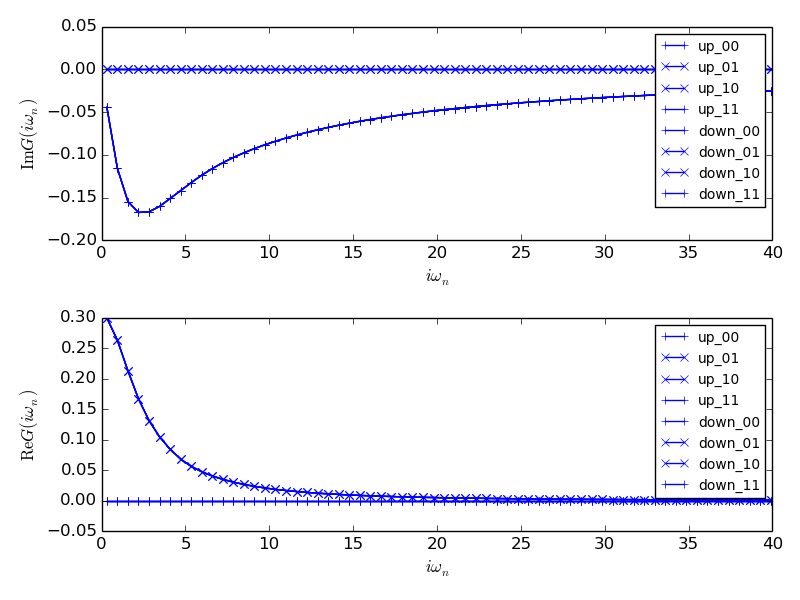 0.05
0.00
−0.05
−0.10
−0.15
−0.20
ImG(iωₙ)
0 5 10 15 20 25 30 35 40
iωₙ
up_00
up_01
up_10
up_11
down_00
down_01
down_10
down_11
0.30
0.25
0.20
0.15
0.10
0.05
0.00
−0.05
ReG(iωₙ)
0 5 10 15 20 25 30 35 40
iωₙ
up_00
up_01
up_10
up_11
down_00
down_01
down_10
down_11